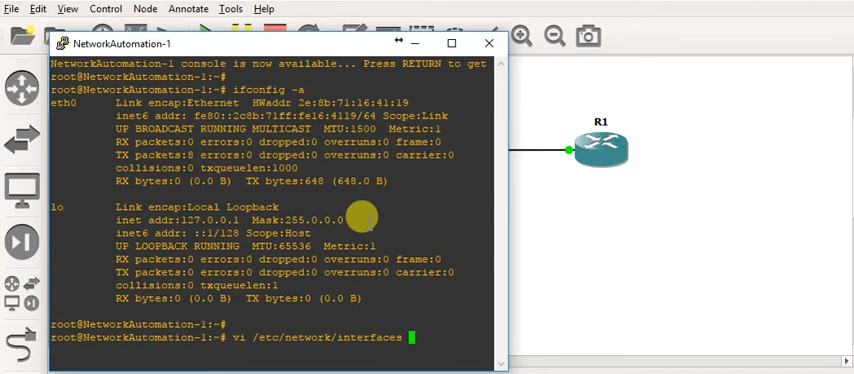 File Edit View Control Node Annotate Tools Help
NetworkAutomation-1
NetworkAutomation-1 console is now available... Press RETURN to get
root@NetworkAutomation-1:~#
root@NetworkAutomation-1:~# ifconfig -a
eth0 Link encap:Ethernet HWaddr 2e:8b:71:16:41:19
inet6 addr: fe80::2c8b:71ff:fe16:4119/64 Scope:Link
UP BROADCAST RUNNING MULTICAST MTU:1500 Metric:1
RX packets:0 errors:0 dropped:0 overruns:0 frame:0
TX packets:8 errors:0 dropped:0 overruns:0 carrier:0
collisions:0 txqueuelen:1000
RX bytes:0 (0.0 B) TX bytes:648 (648.0 B)
lo Link encap:Local Loopback
inet addr:127.0.0.1 Mask:255.0.0.0
inet6 addr: ::1/128 Scope:Host
UP LOOPBACK RUNNING MTU:65536 Metric:1
RX packets:0 errors:0 dropped:0 overruns:0 frame:0
TX packets:0 errors:0 dropped:0 overruns:0 carrier:0
collisions:0 txqueuelen:1
RX bytes:0 (0.0 B) TX bytes:0 (0.0 B)
root@NetworkAutomation-1:~#
root@NetworkAutomation-1:~# vi /etc/network/interfaces
R1